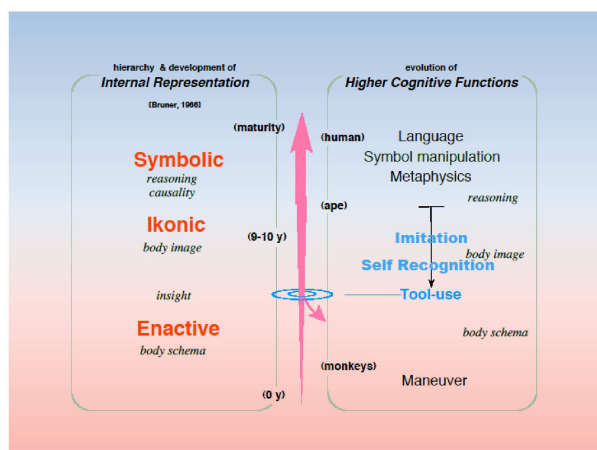 hierarchy & development of
Internal Representation
[Bruner, 1966]
Symbolic
reasoning
causality
Ikonic
body image
insight
Enactive
body schema
(maturity)
(9-10 y)
(0 y)
evolution of
Higher Cognitive Functions
(human)
Language
Symbol manipulation
Metaphysics
reasoning
(ape)
Imitation
body image
Self Recognition
Tool-use
body schema
(monkeys)
Maneuver